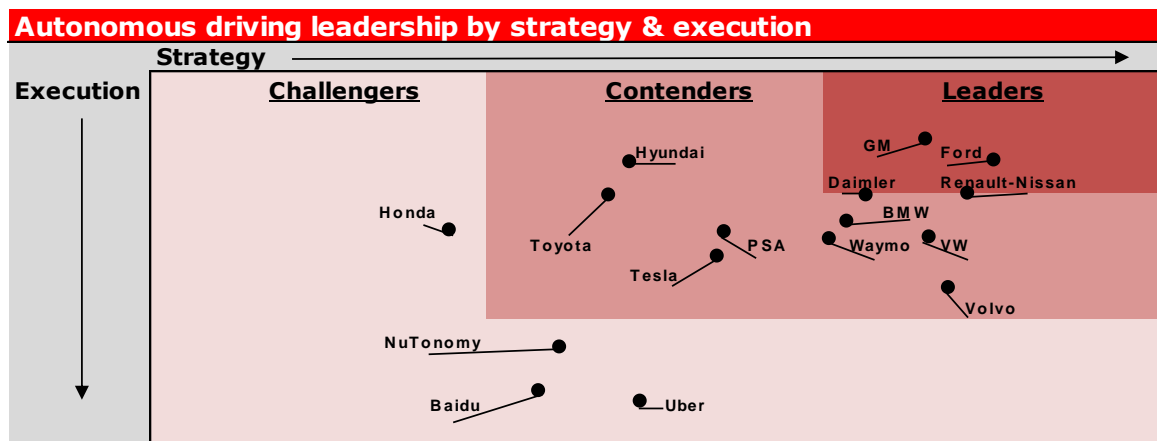 Autonomous driving leadership by strategy & execution
Strategy
Execution
Challengers
Contenders
Leaders
GM
Ford
Hyundai
Daimler
Renault-Nissan
Honda
BMW
Toyota
PSA
Waymo
VW
Tesla
Volvo
NuTonomy
Baidu
Uber